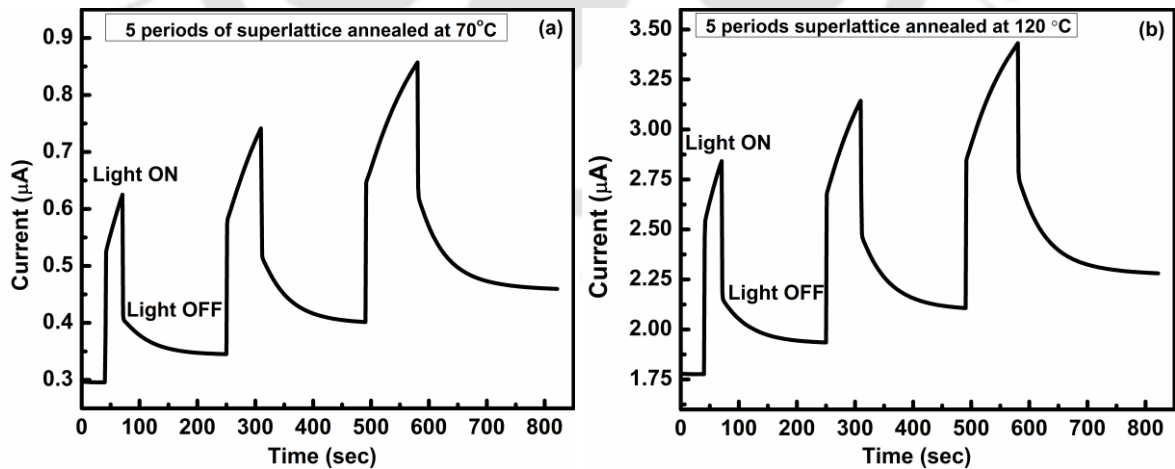 5 periods of superlattice annealed at 70°C
(a)
0.9
0.8
0.7
0.6
0.5
0.4
0.3
Current (μA)
Light ON
Light OFF
0 100 200 300 400 500 600 700 800
Time (sec)
5 periods superlattice annealed at 120 °C
(b)
3.50
3.25
3.00
2.75
2.50
2.25
2.00
1.75
Current (μA)
Light ON
Light OFF
0 100 200 300 400 500 600 700 800
Time (sec)